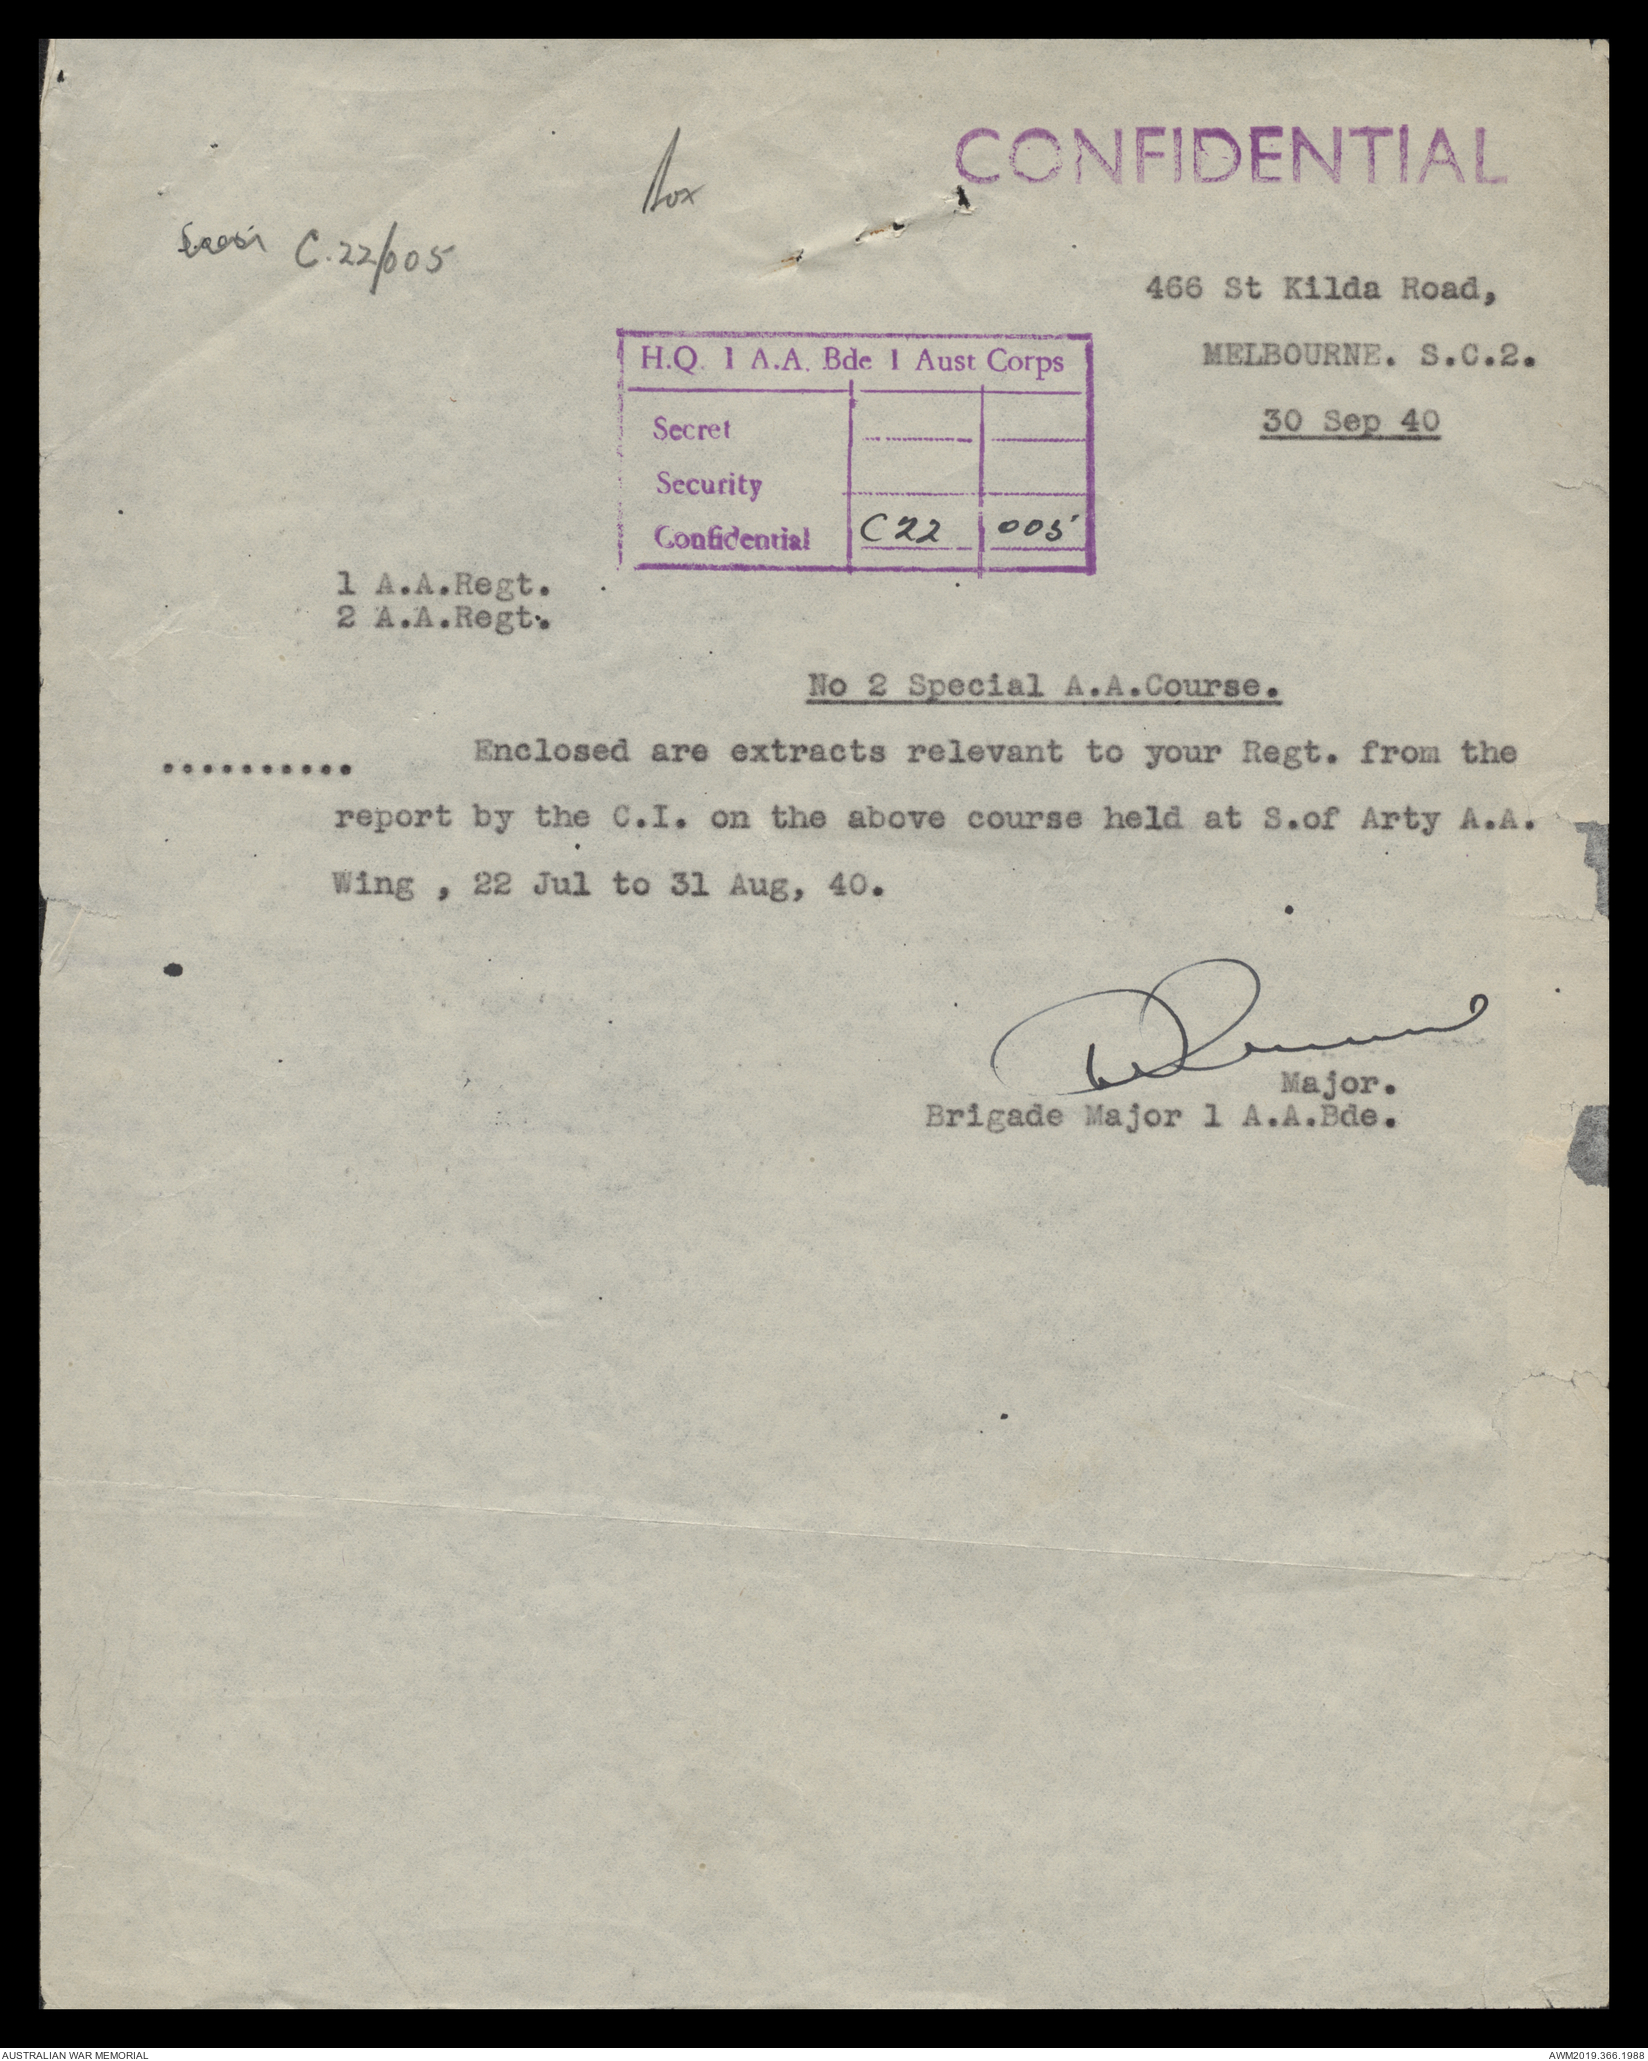 CONFIDENTIAL
C.22/005
466 St Kilda Road,
MELBOURNE. S.C.2.
30 Sep 40
H.Q. 1 A.A. Bde 1 Aust Corps
Secret
Security
Confidential C22 005
1 A.A.Regt.
2 A.A.Regt.
No 2 Special A.A.Course.
.......... Enclosed are extracts relevant to your Regt. from the
report by the C.I. on the above course held at S.of Arty A.A.
Wing , 22 Jul to 31 Aug, 40.
Major.
Brigade Major 1 A.A.Bde.
AUSTRALIAN WAR MEMORIAL
AWM2019.366.1988